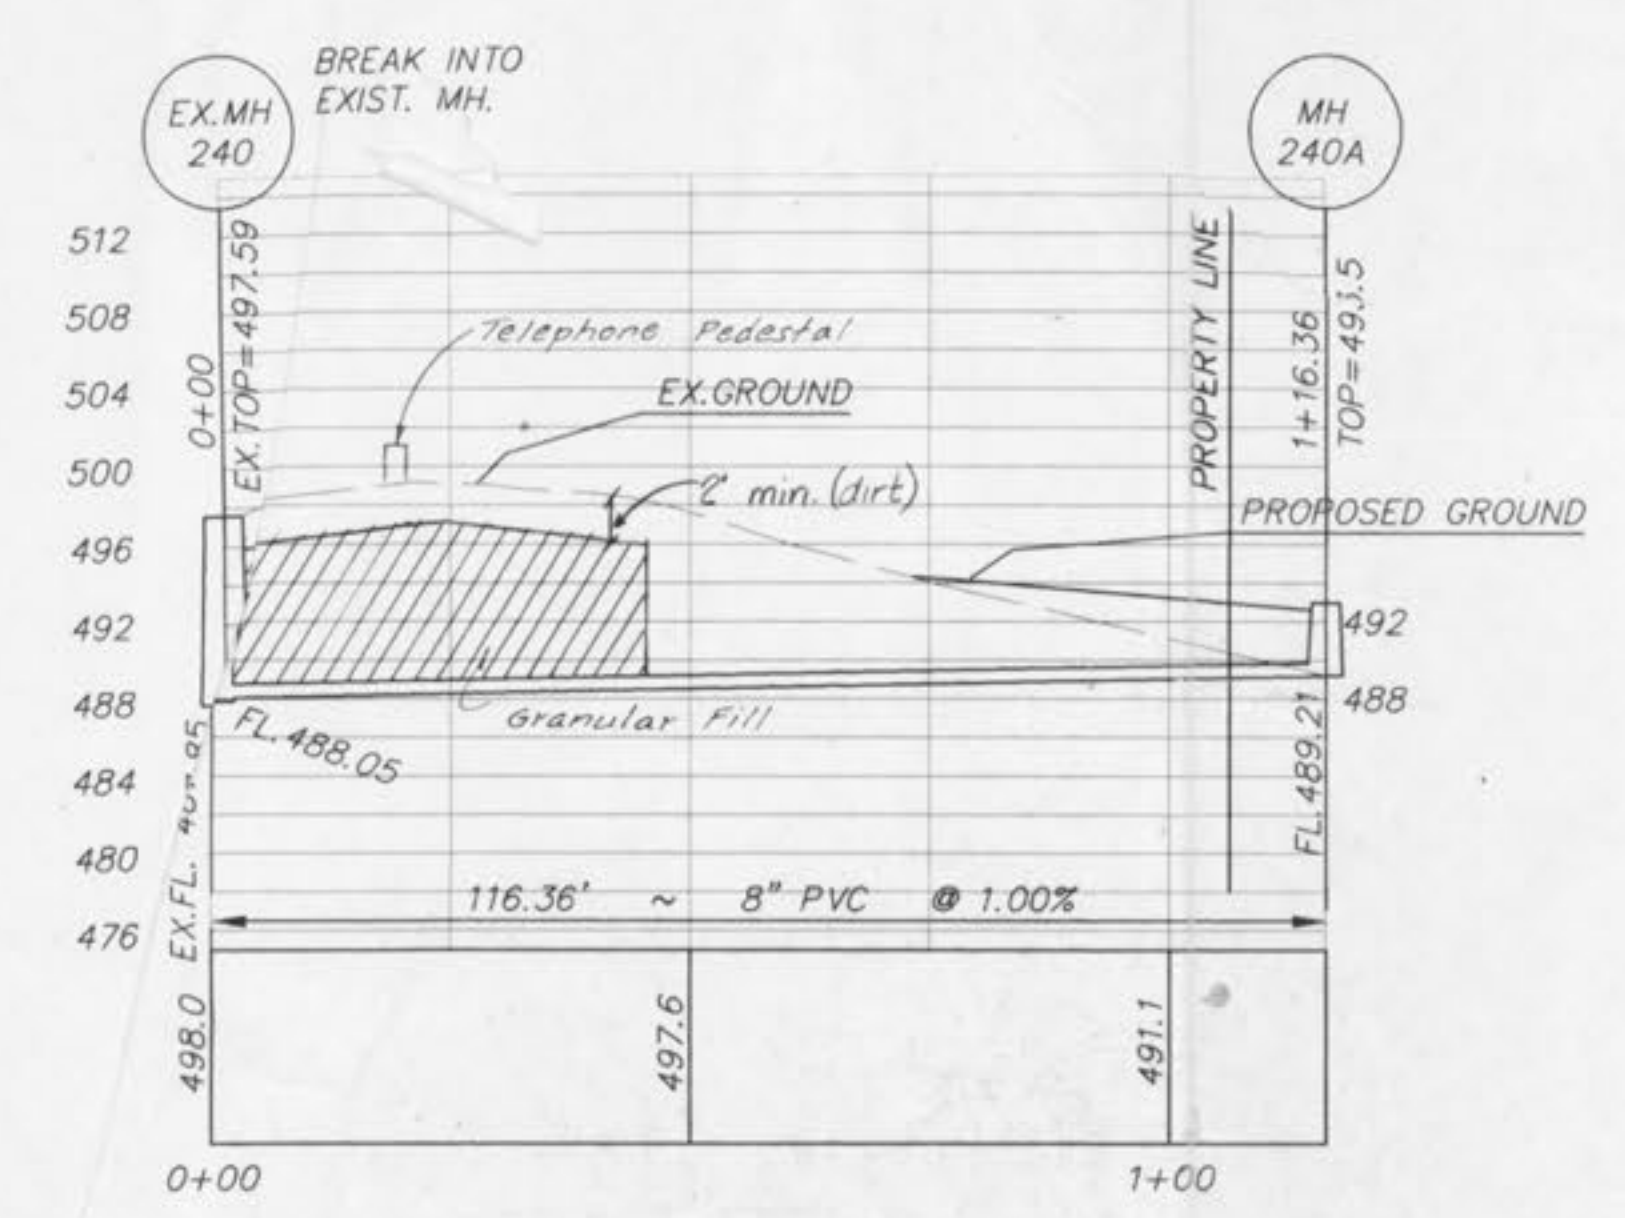 BREAK INTO
EXIST. MH.
EX.MH
240
MH
240A
512
508
504
500
496
492
488
484
480
476
0+00
EX.TOP=497.59
Telephone Pedestal
EX.GROUND
2' min. (dirt)
PROPERTY LINE
1+16.36
PROPOSED GROUND
492
488
Granular Fill
FL.488.05
EX.FL.
FL.489.21
116.36' ~ 8" PVC @ 1.00%
498.0
497.6
491.1
0+00
1+00